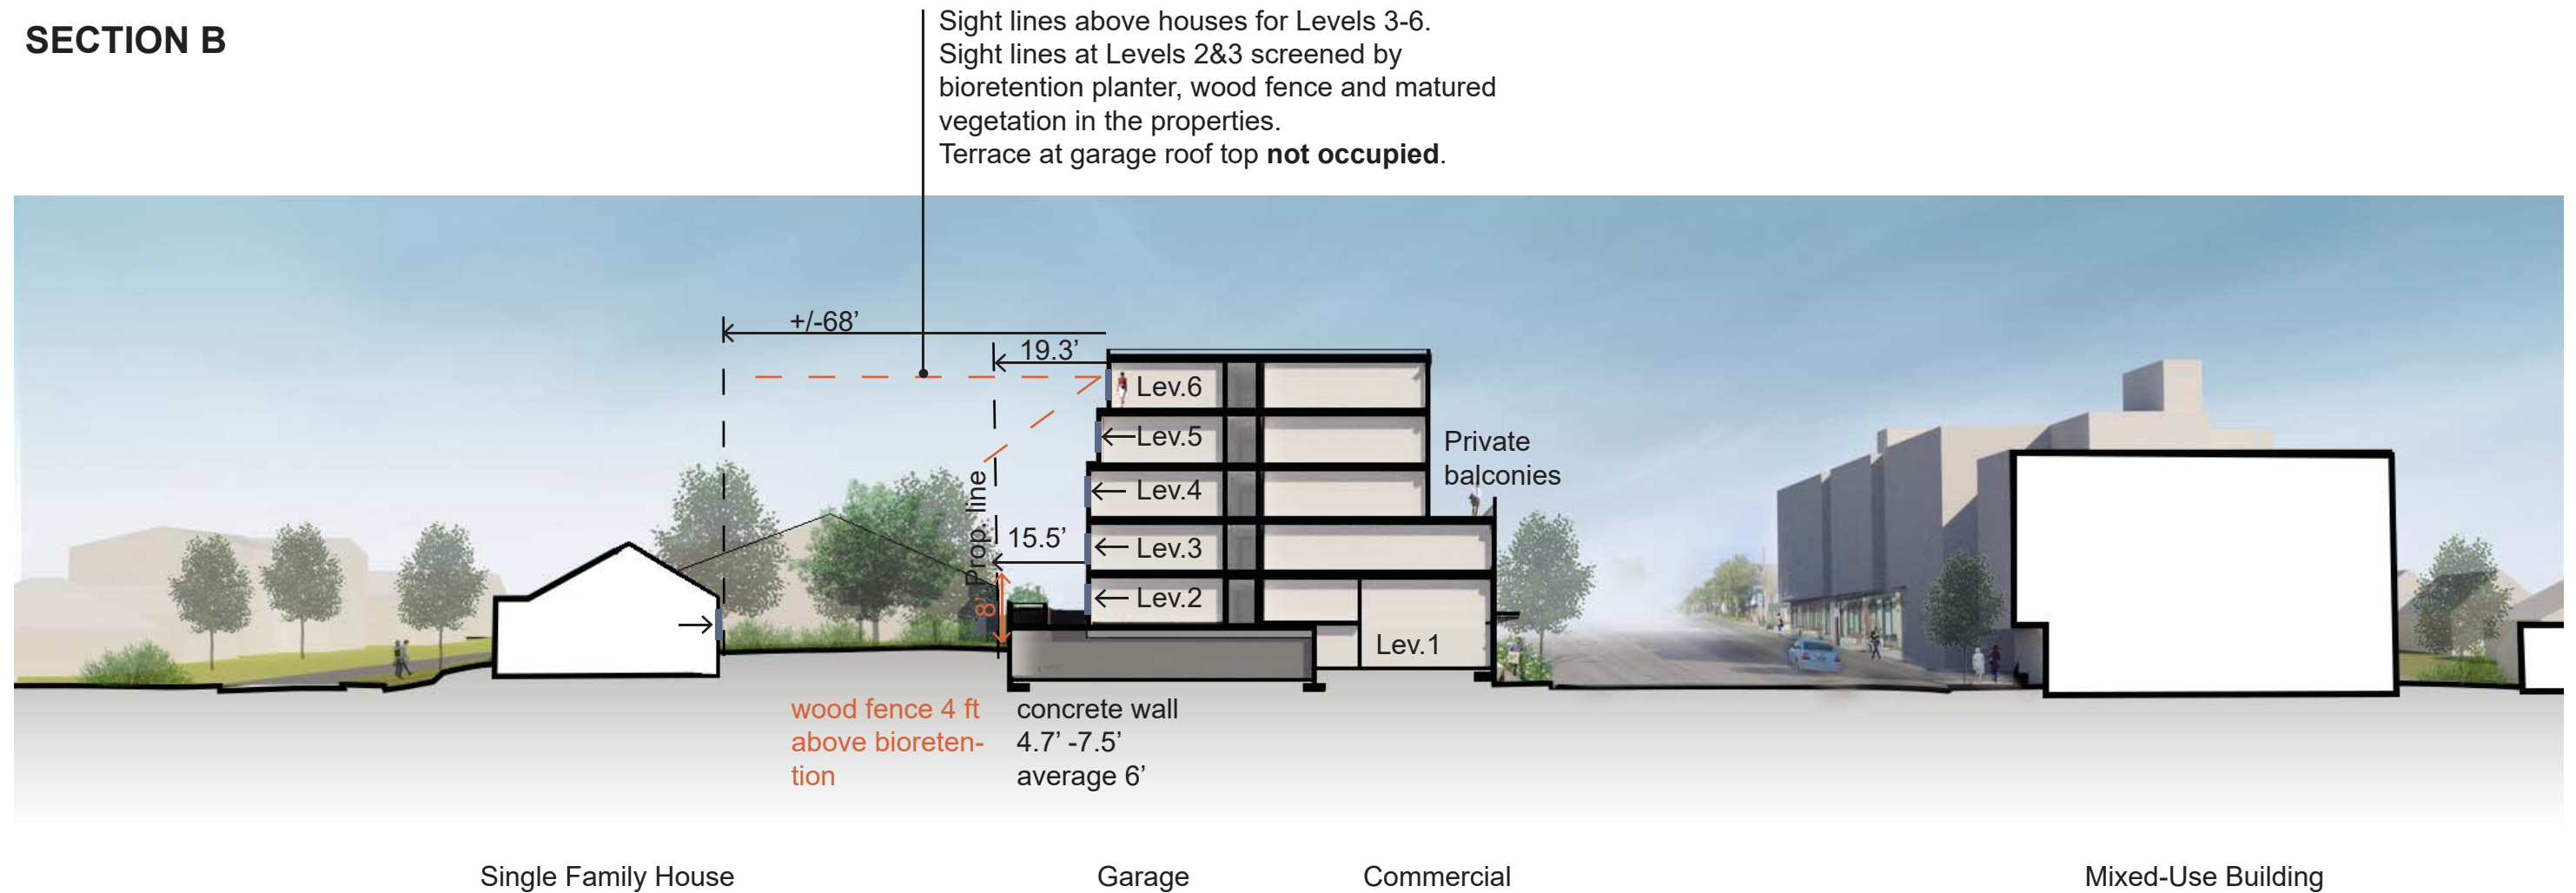 SECTION B
Sight lines above houses for Levels 3-6.
Sight lines at Levels 2&3 screened by
bioretention planter, wood fence and matured
vegetation in the properties.
Terrace at garage roof top not occupied.
+/-68’
19.3’
Lev.6
Lev.5
Private
balconies
Lev.4
Prop. line
15.5’
Lev.3
8’
Lev.2
Lev.1
wood fence 4 ft
above bioreten-
tion
concrete wall
4.7’ -7.5’
average 6’
Single Family House
Garage
Commercial
Mixed-Use Building